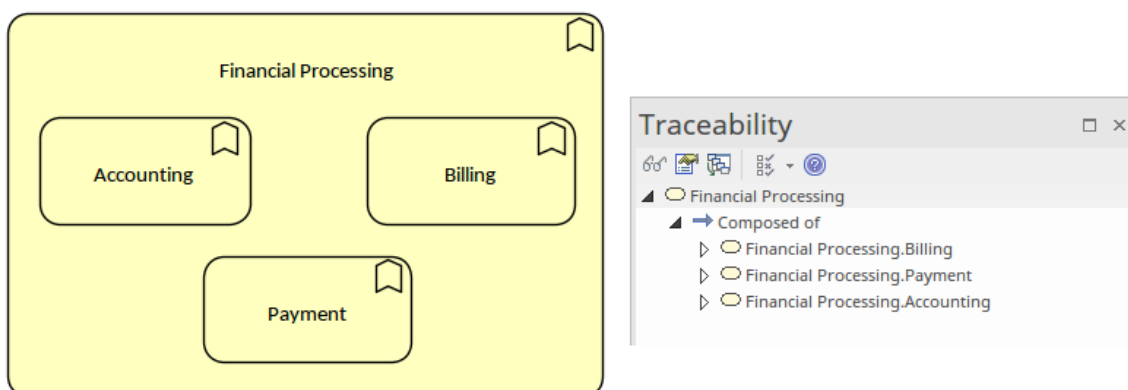 Financial Processing
Accounting
Billing
Payment
Traceability
Financial Processing
Composed of
Financial Processing.Billing
Financial Processing.Payment
Financial Processing.Accounting